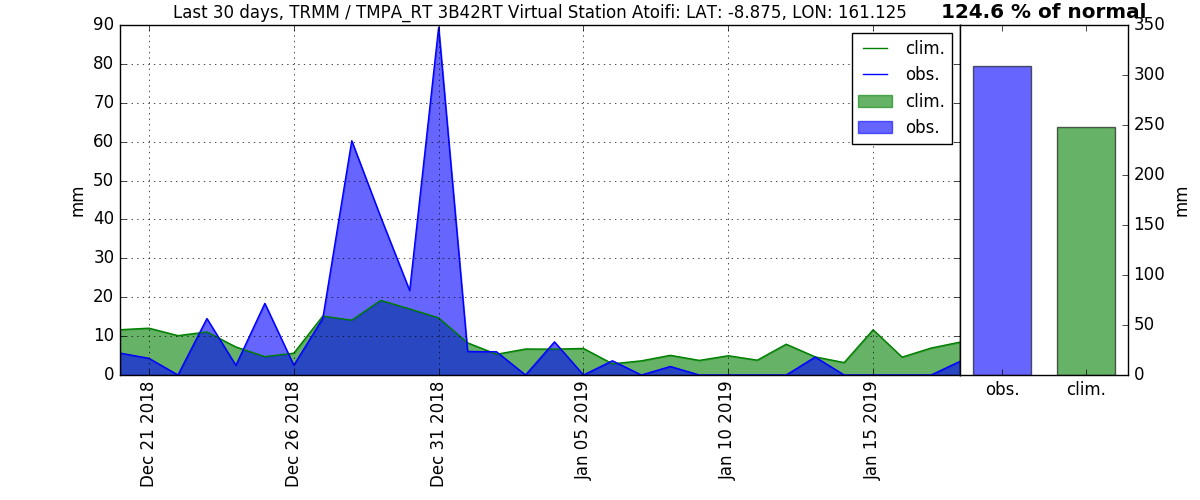 Last 30 days, TRMM / TMPA_RT 3B42RT Virtual Station Atoifi: LAT: -8.875, LON: 161.125
124.6 % of normal
90
80
70
60
50
40
30
20
10
0
mm
clim.
obs.
clim.
obs.
Dec 21 2018
Dec 26 2018
Dec 31 2018
Jan 05 2019
Jan 10 2019
Jan 15 2019
350
300
250
200
150
100
50
0
mm
obs.
clim.